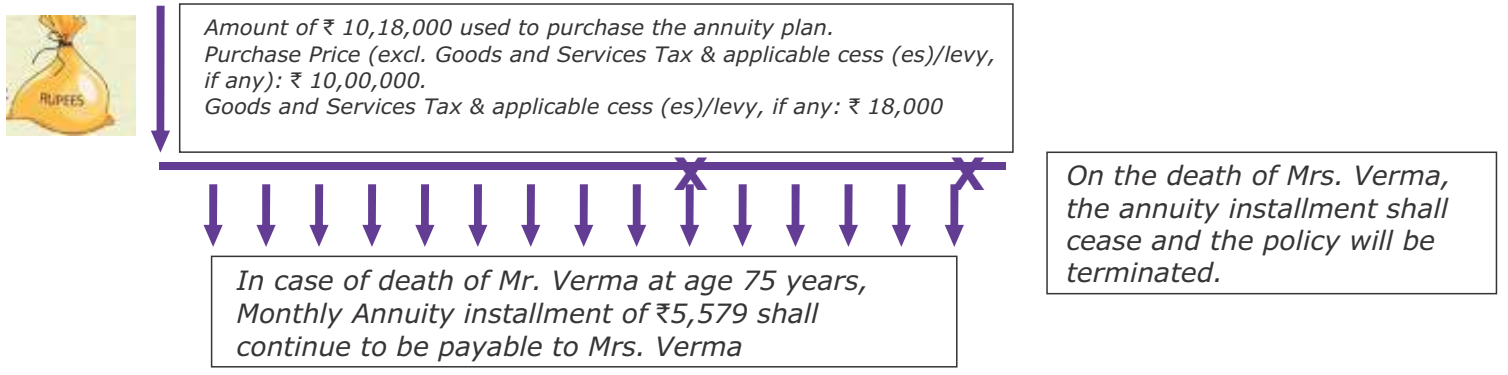 RUPEES
Amount of ₹ 10,18,000 used to purchase the annuity plan.
Purchase Price (excl. Goods and Services Tax & applicable cess (es)/levy,
if any): ₹ 10,00,000.
Goods and Services Tax & applicable cess (es)/levy, if any: ₹ 18,000
X
X
On the death of Mrs. Verma,
the annuity installment shall
cease and the policy will be
terminated.
In case of death of Mr. Verma at age 75 years,
Monthly Annuity installment of ₹5,579 shall
continue to be payable to Mrs. Verma